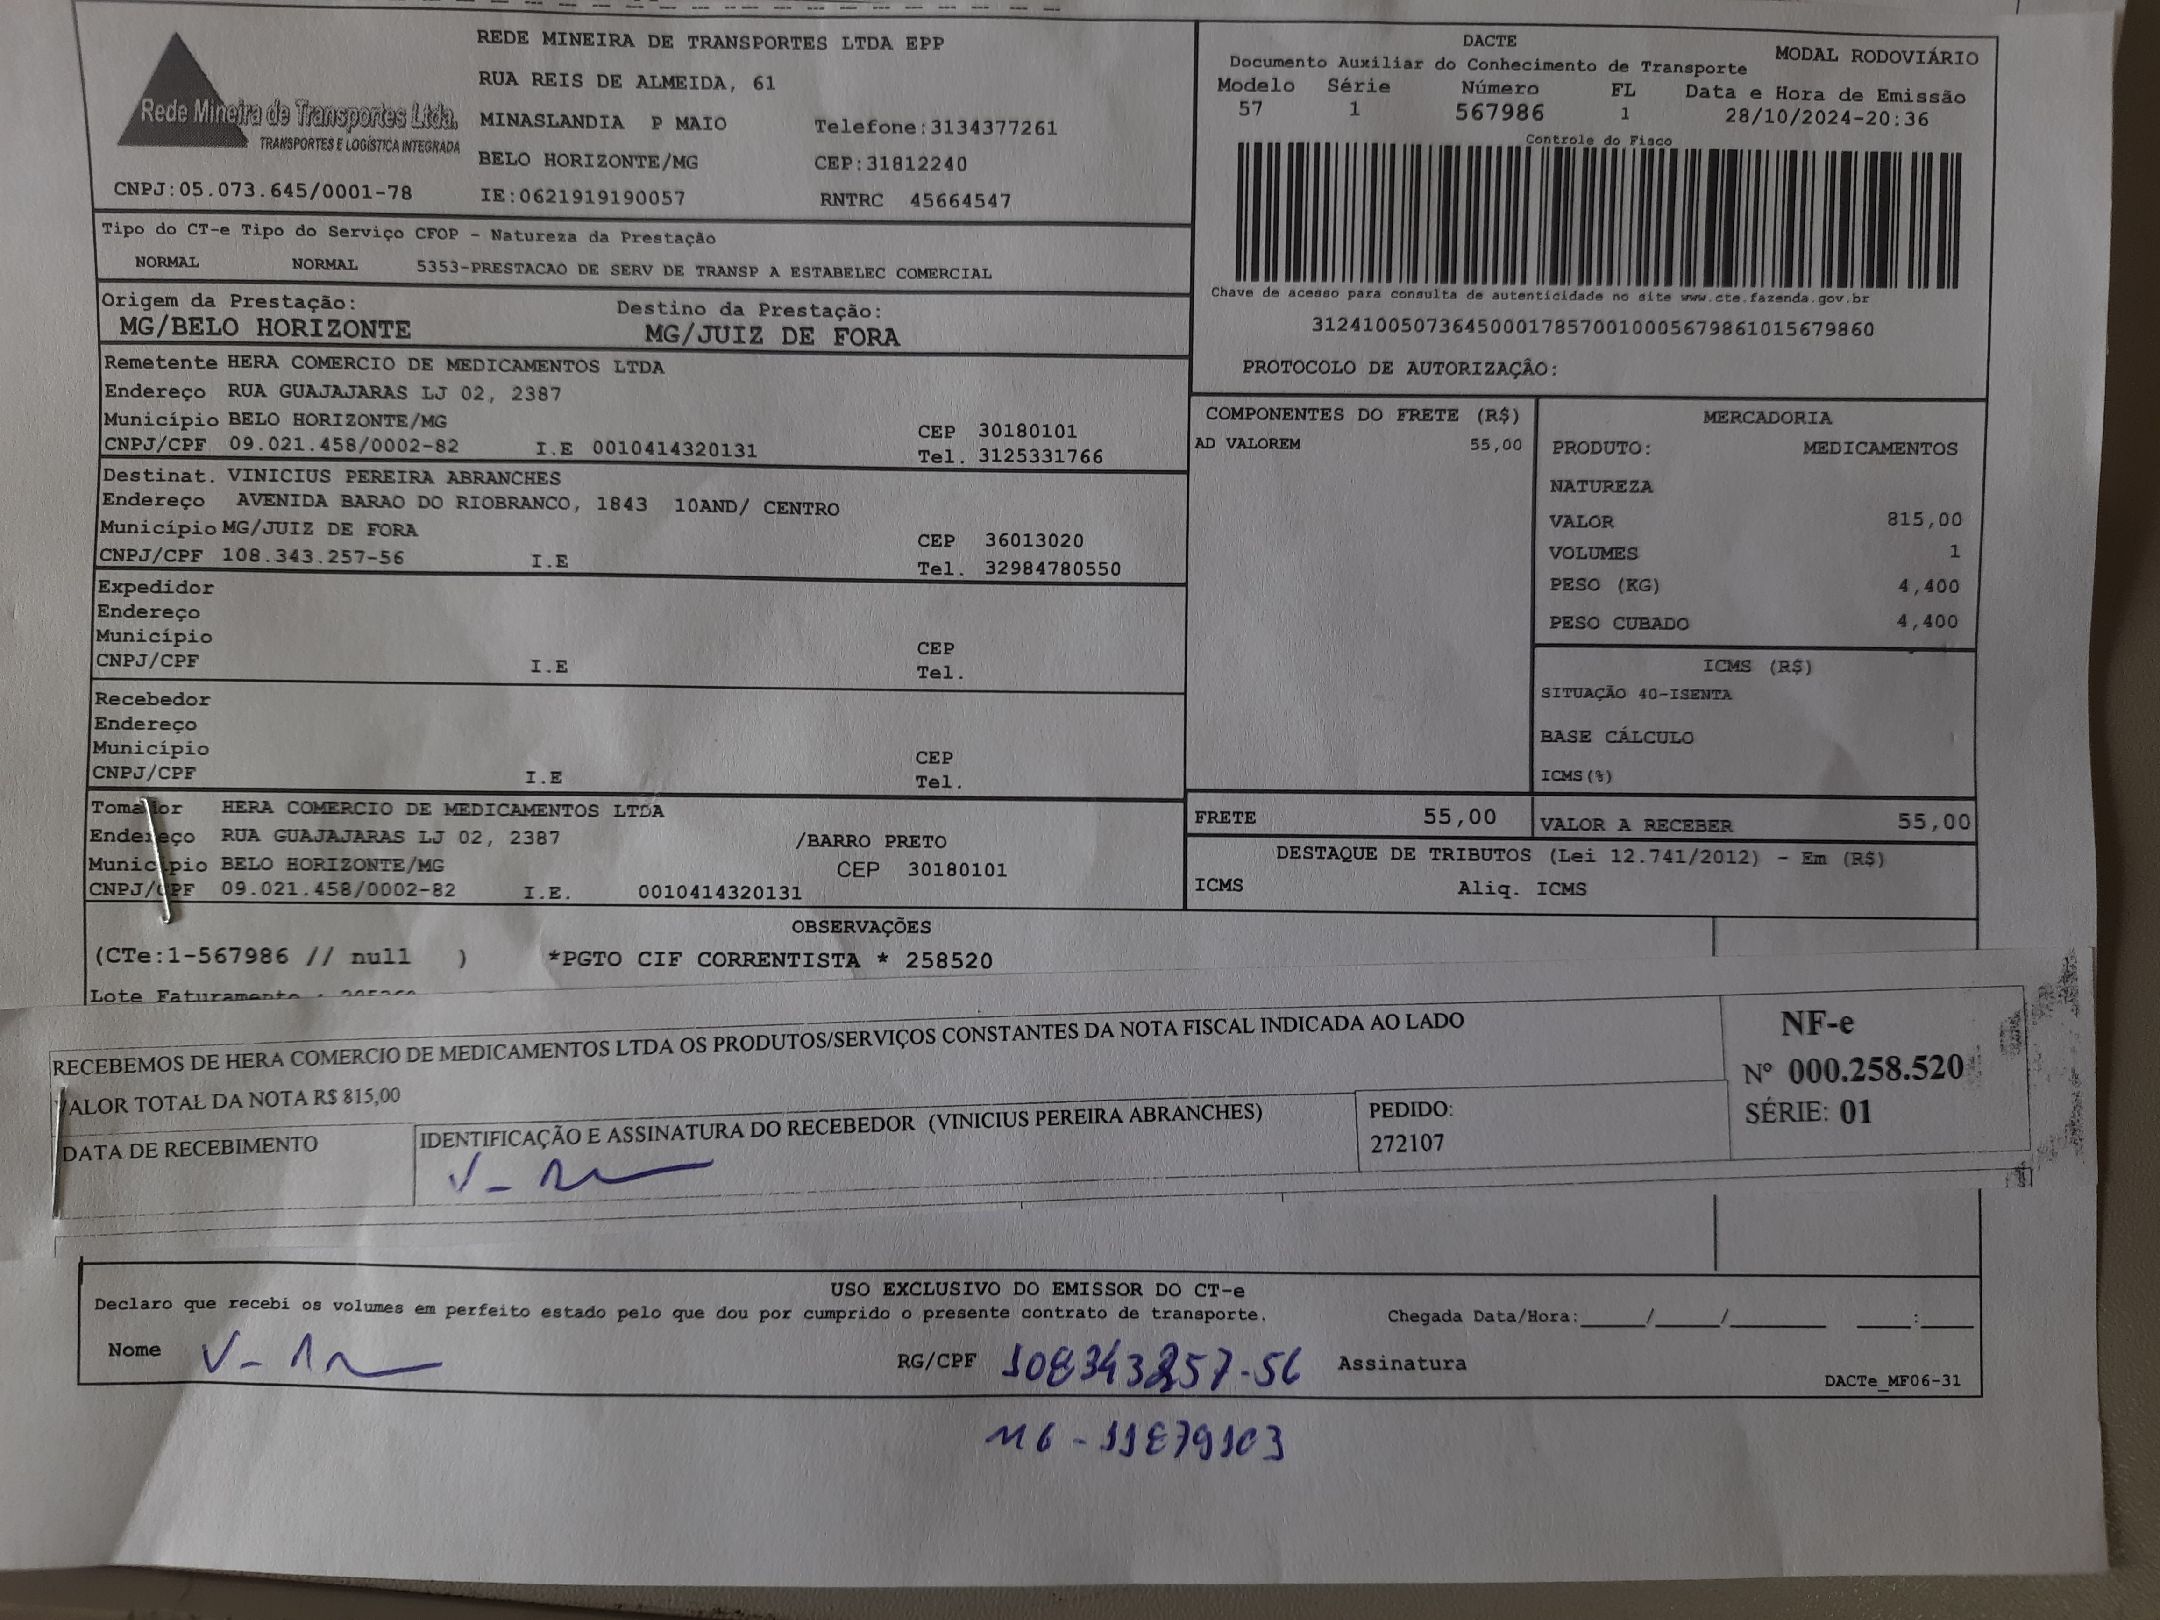 Rede Mineira de Transportes Ltda.
TRANSPORTES E LOGÍSTICA INTEGRADA
CNPJ:05.073.645/0001-78
REDE MINEIRA DE TRANSPORTES LTDA EPP
RUA REIS DE ALMEIDA, 61
MINASLANDIA P MAIO Telefone:3134377261
BELO HORIZONTE/MG CEP:31812240
IE:0621919190057 RNTRC 45664547
DACTE MODAL RODOVIÁRIO
Documento Auxiliar do Conhecimento de Transporte
Modelo Série Número FL Data e Hora de Emissão
57 1 567986 1 28/10/2024-20:36
Controle do Fisco
Chave de acesso para consulta de autenticidade no site www.cte.fazenda.gov.br
31241005073645000178570010005679861015679860
PROTOCOLO DE AUTORIZAÇÃO:
Tipo do CT-e Tipo do Serviço CFOP - Natureza da Prestação
NORMAL NORMAL 5353-PRESTACAO DE SERV DE TRANSP A ESTABELEC COMERCIAL
Origem da Prestação: Destino da Prestação:
MG/BELO HORIZONTE MG/JUIZ DE FORA
Remetente HERA COMERCIO DE MEDICAMENTOS LTDA
Endereço RUA GUAJAJARAS LJ 02, 2387
Município BELO HORIZONTE/MG CEP 30180101
CNPJ/CPF 09.021.458/0002-82 I.E 0010414320131 Tel. 3125331766
Destinat. VINICIUS PEREIRA ABRANCHES
Endereço AVENIDA BARAO DO RIOBRANCO, 1843 10AND/ CENTRO
Município MG/JUIZ DE FORA CEP 36013020
CNPJ/CPF 108.343.257-56 I.E Tel. 32984780550
Expedidor
Endereço
Município CEP
CNPJ/CPF I.E Tel.
Recebedor
Endereço
Município CEP
CNPJ/CPF I.E Tel.
Tomador HERA COMERCIO DE MEDICAMENTOS LTDA
Endereço RUA GUAJAJARAS LJ 02, 2387 /BARRO PRETO
Município BELO HORIZONTE/MG CEP 30180101
CNPJ/CPF 09.021.458/0002-82 I.E. 0010414320131
COMPONENTES DO FRETE (R$)
AD VALOREM 55,00
MERCADORIA
PRODUTO: MEDICAMENTOS
NATUREZA
VALOR 815,00
VOLUMES 1
PESO (KG) 4,400
PESO CUBADO 4,400
ICMS (R$)
SITUAÇÃO 40-ISENTA
BASE CÁLCULO
ICMS(%)
FRETE 55,00 VALOR A RECEBER 55,00
DESTAQUE DE TRIBUTOS (Lei 12.741/2012) - Em (R$)
ICMS Aliq. ICMS
OBSERVAÇÕES
(CTe:1-567986 // null ) *PGTO CIF CORRENTISTA * 258520
Lote Faturamento :
RECEBEMOS DE HERA COMERCIO DE MEDICAMENTOS LTDA OS PRODUTOS/SERVIÇOS CONSTANTES DA NOTA FISCAL INDICADA AO LADO
VALOR TOTAL DA NOTA R$ 815,00
DATA DE RECEBIMENTO
IDENTIFICAÇÃO E ASSINATURA DO RECEBEDOR (VINICIUS PEREIRA ABRANCHES)
PEDIDO:
272107
NF-e
Nº 000.258.520
SÉRIE: 01
USO EXCLUSIVO DO EMISSOR DO CT-e
Declaro que recebi os volumes em perfeito estado pelo que dou por cumprido o presente contrato de transporte. Chegada Data/Hora:_____/_____/________ _____:_____
Nome RG/CPF 108343257-56 Assinatura
DACTe_MF06-31
MG-11879103